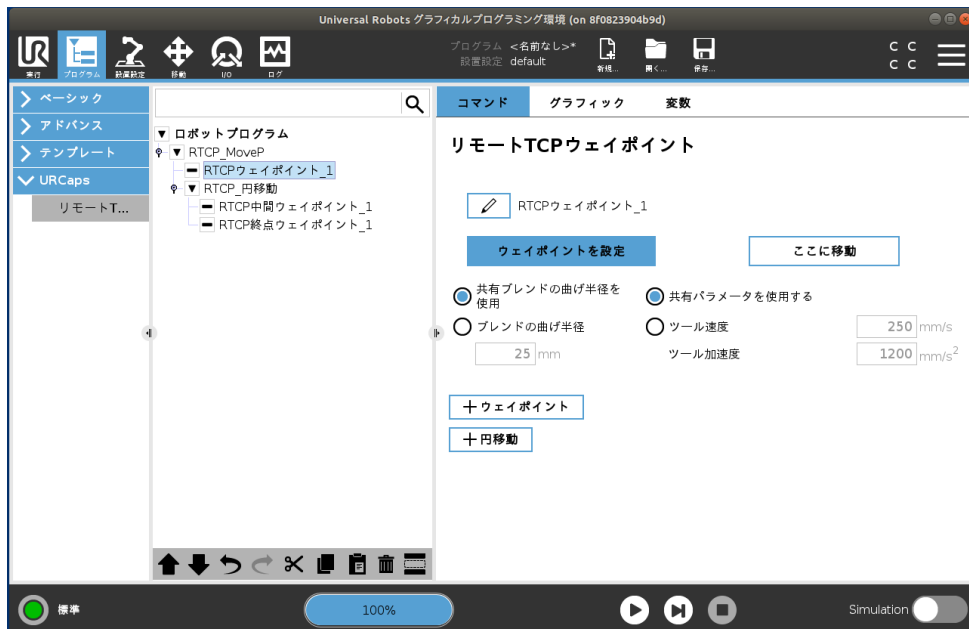 Universal Robots グラフィカルプログラミング環境 (on 8f0823904b9d)
UR
実行 プログラム 設置設定 移動 I/O ログ
プログラム <名前なし>*
設置設定 default
新規... 開く... 保存...
C C
C C
ベーシック
アドバンス
テンプレート
URCaps
リモートT...
ロボットプログラム
RTCP_MoveP
RTCPウェイポイント_1
RTCP_円移動
RTCP中間ウェイポイント_1
RTCP終点ウェイポイント_1
コマンド グラフィック 変数
リモートTCPウェイポイント
RTCPウェイポイント_1
ウェイポイントを設定 ここに移動
共有ブレンドの曲げ半径を
使用
共有パラメータを使用する
ブレンドの曲げ半径 ツール速度 250 mm/s
25 mm ツール加速度 1200 mm/s²
+ウェイポイント
+円移動
標準 100% Simulation